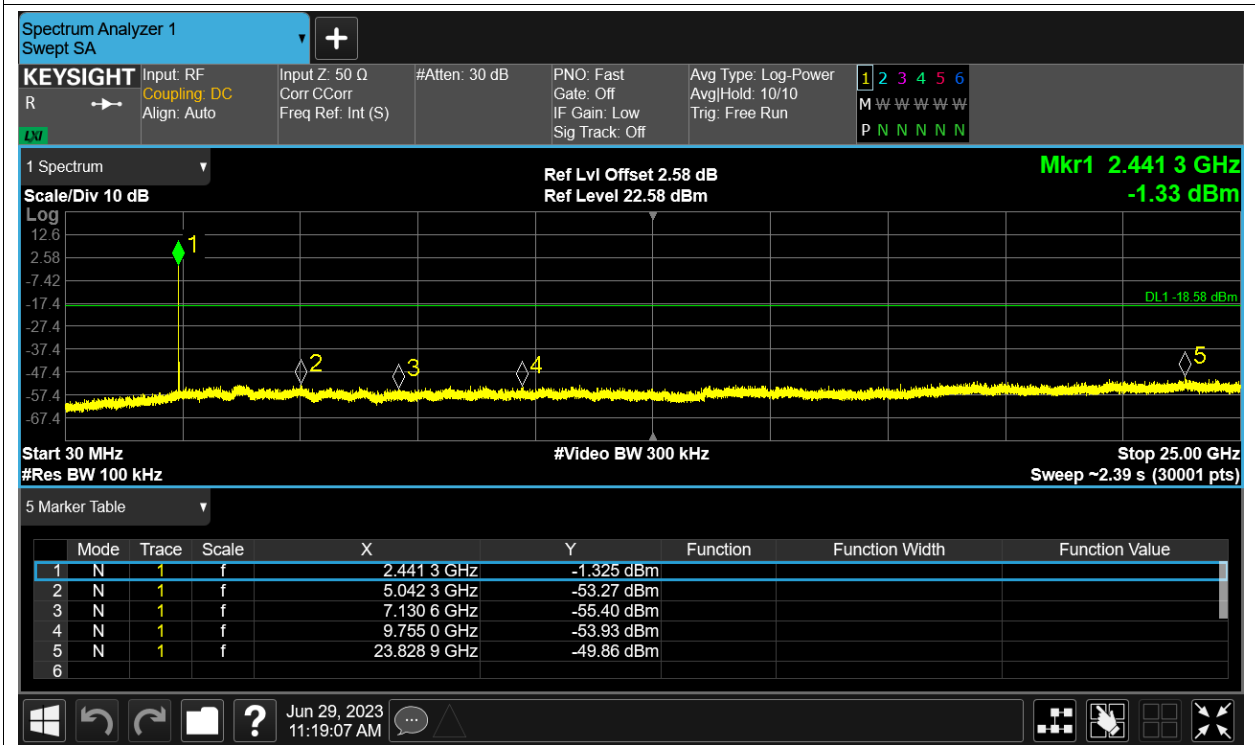 Spectrum Analyzer 1
Swept SA
+
KEYSIGHT Input: RF Input Z: 50 Ω #Atten: 30 dB PNO: Fast Avg Type: Log-Power 1 2 3 4 5 6
R Coupling: DC Corr CCorr Gate: Off Avg|Hold: 10/10 M W W W W W
Align: Auto Freq Ref: Int (S) IF Gain: Low Trig: Free Run
LXI Sig Track: Off P N N N N N
1 Spectrum
Ref Lvl Offset 2.58 dB Mkr1 2.441 3 GHz
Scale/Div 10 dB Ref Level 22.58 dBm -1.33 dBm
Log
12.6
1
2.58
-7.42
DL1 -18.58 dBm
-17.4
-27.4
-37.4
2 3 4 5
-47.4
-57.4
-67.4
Start 30 MHz #Video BW 300 kHz Stop 25.00 GHz
#Res BW 100 kHz Sweep ~2.39 s (30001 pts)
5 Marker Table
Mode Trace Scale X Y Function Function Width Function Value
1 N 1 f 2.441 3 GHz -1.325 dBm
2 N 1 f 5.042 3 GHz -53.27 dBm
3 N 1 f 7.130 6 GHz -55.40 dBm
4 N 1 f 9.755 0 GHz -53.93 dBm
5 N 1 f 23.828 9 GHz -49.86 dBm
6
? Jun 29, 2023
11:19:07 AM